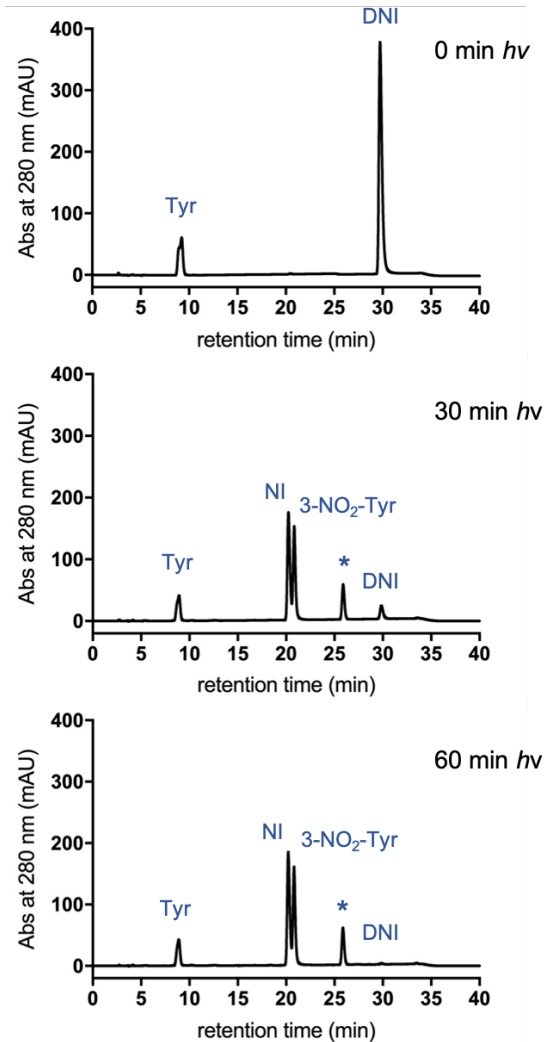 DNI
0 min hv
Abs at 280 nm (mAU)
400
300
200
100
0
Tyr
0 5 10 15 20 25 30 35 40
retention time (min)
30 min hv
Abs at 280 nm (mAU)
400
300
200
100
0
NI
3-NO₂-Tyr
Tyr
*
DNI
0 5 10 15 20 25 30 35 40
retention time (min)
60 min hv
Abs at 280 nm (mAU)
400
300
200
100
0
NI
3-NO₂-Tyr
Tyr
*
DNI
0 5 10 15 20 25 30 35 40
retention time (min)